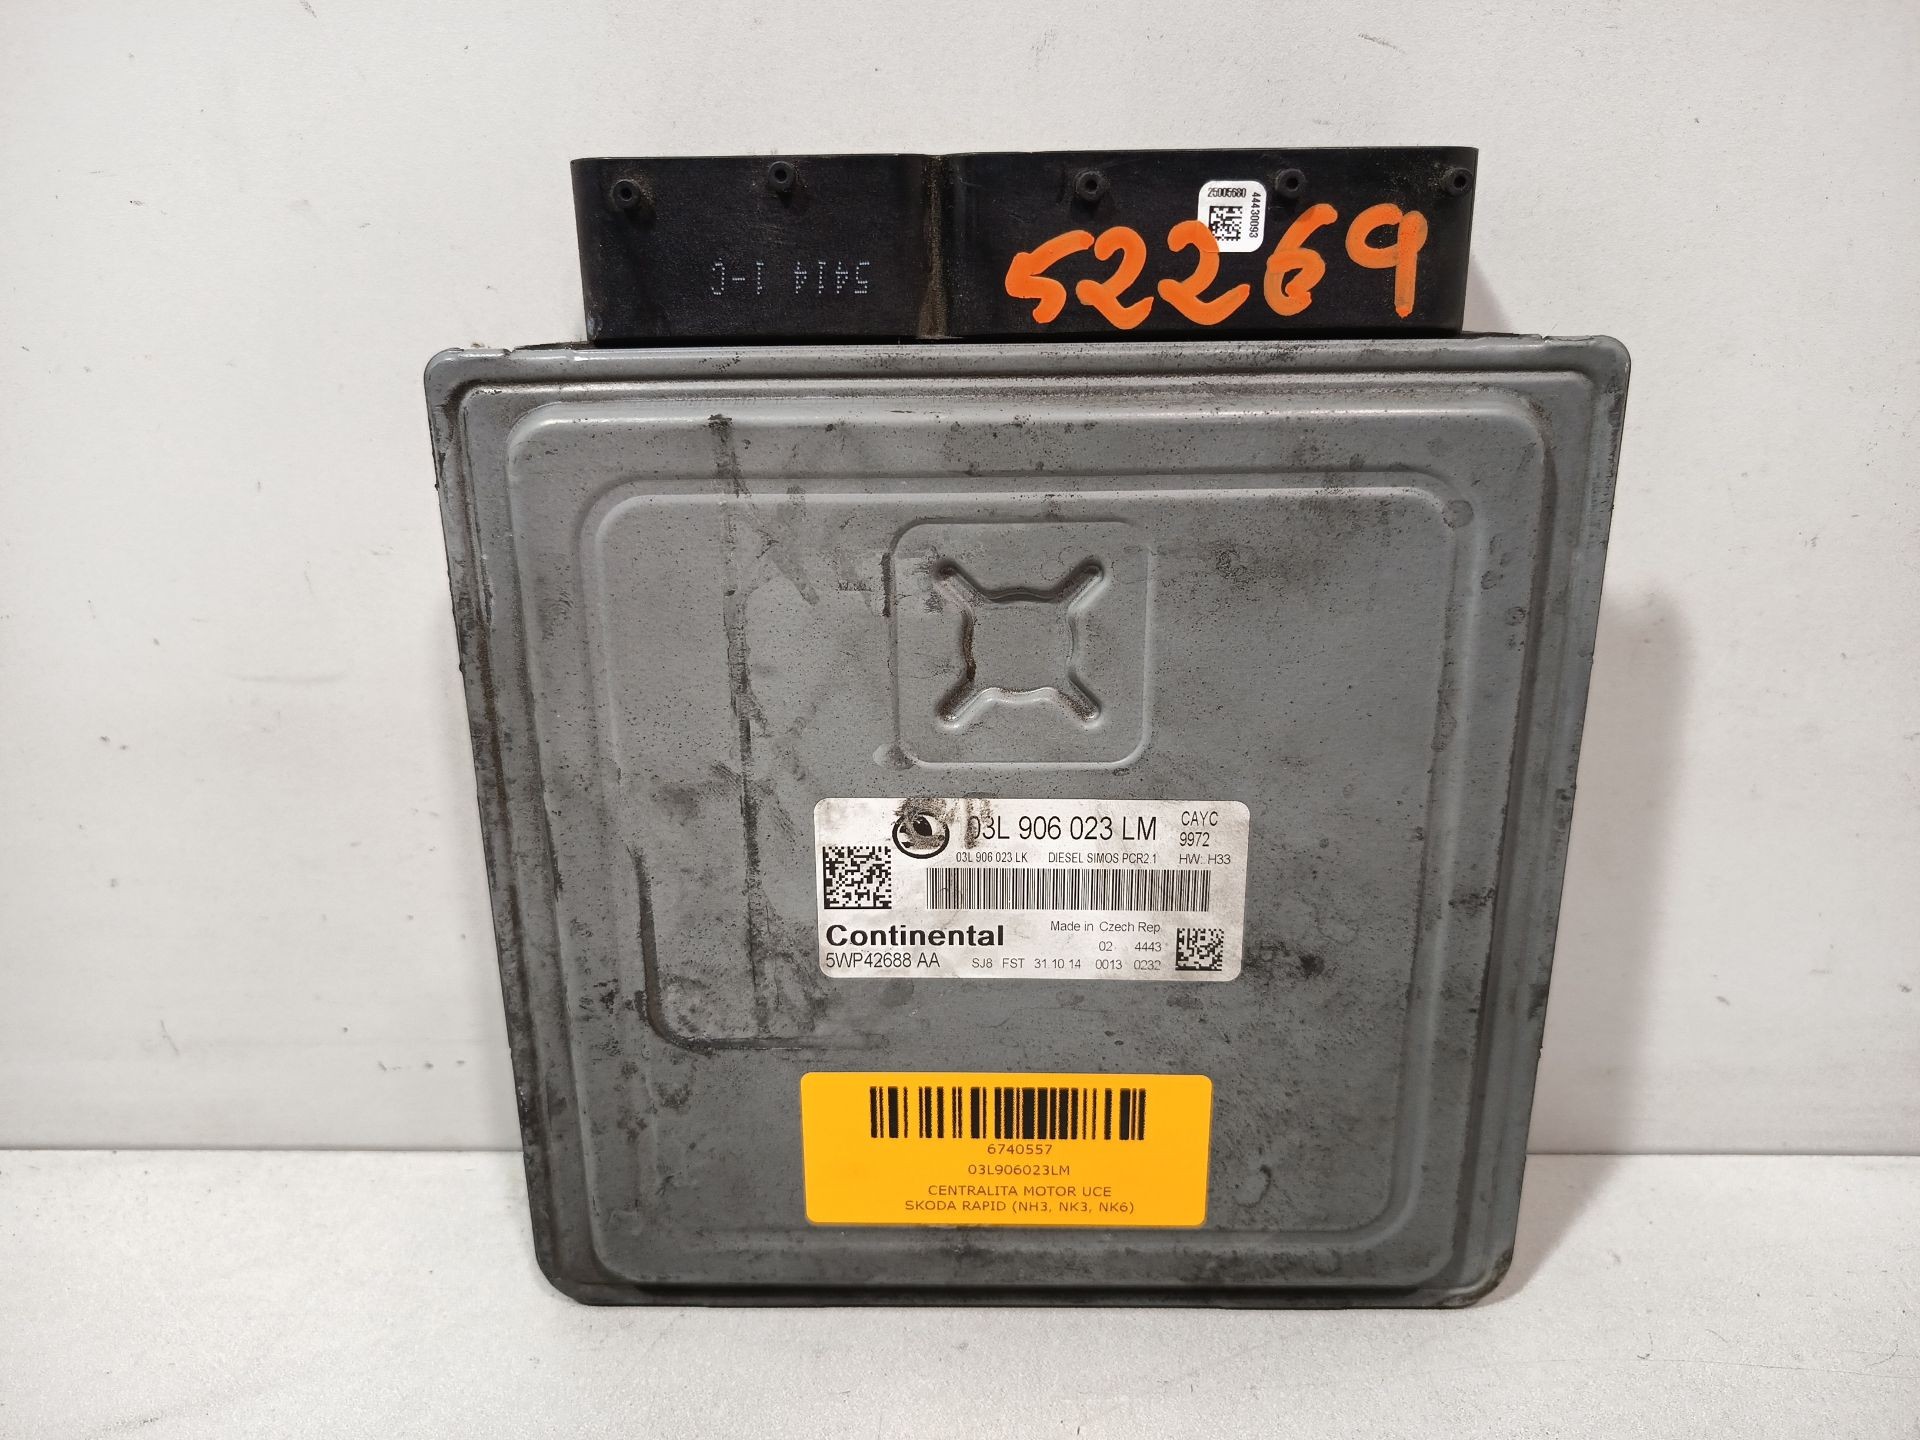 25005680
44430093
5414 1-C
52269
03L 906 023 LM
CAYC
9972
03L 906 023 LK DIESEL SIMOS PCR2.1 HW: H33
Continental
Made in Czech Rep.
02 4443
5WP42688 AA
SJ8 FST 31.10.14 0013 0232
6740557
03L906023LM
CENTRALITA MOTOR UCE
SKODA RAPID (NH3, NK3, NK6)